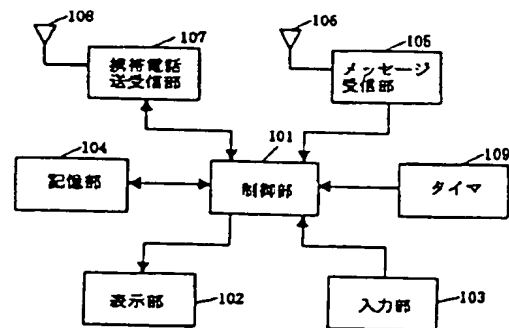 108
107
携帯電話
送受信部
106
105
メッセージ
受信部
104
記憶部
101
制御部
109
タイマ
表示部
102
入力部
103